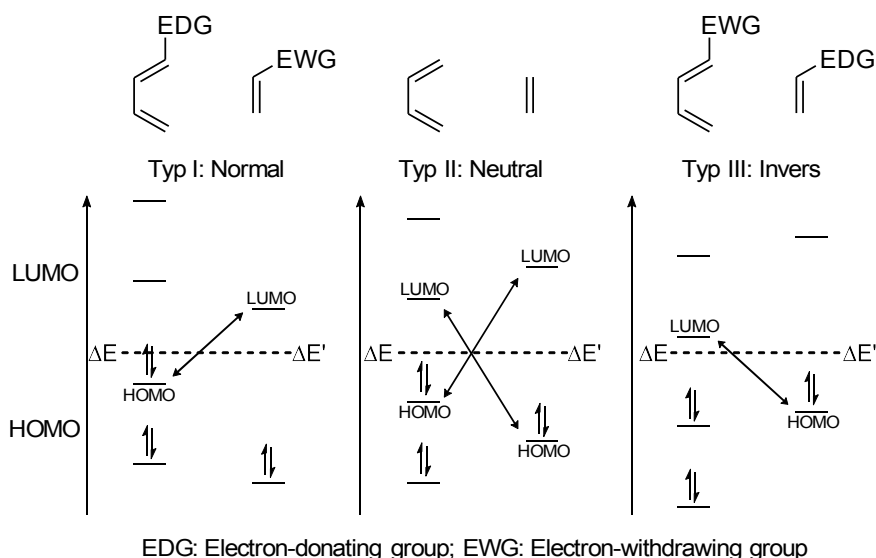 EDG
EWG
EWG
EDG
Typ I: Normal
Typ II: Neutral
Typ III: Invers
LUMO
HOMO
ΔE
ΔE'
LUMO
HOMO
ΔE
ΔE'
LUMO
LUMO
HOMO
HOMO
ΔE
ΔE'
LUMO
HOMO
EDG: Electron-donating group; EWG: Electron-withdrawing group